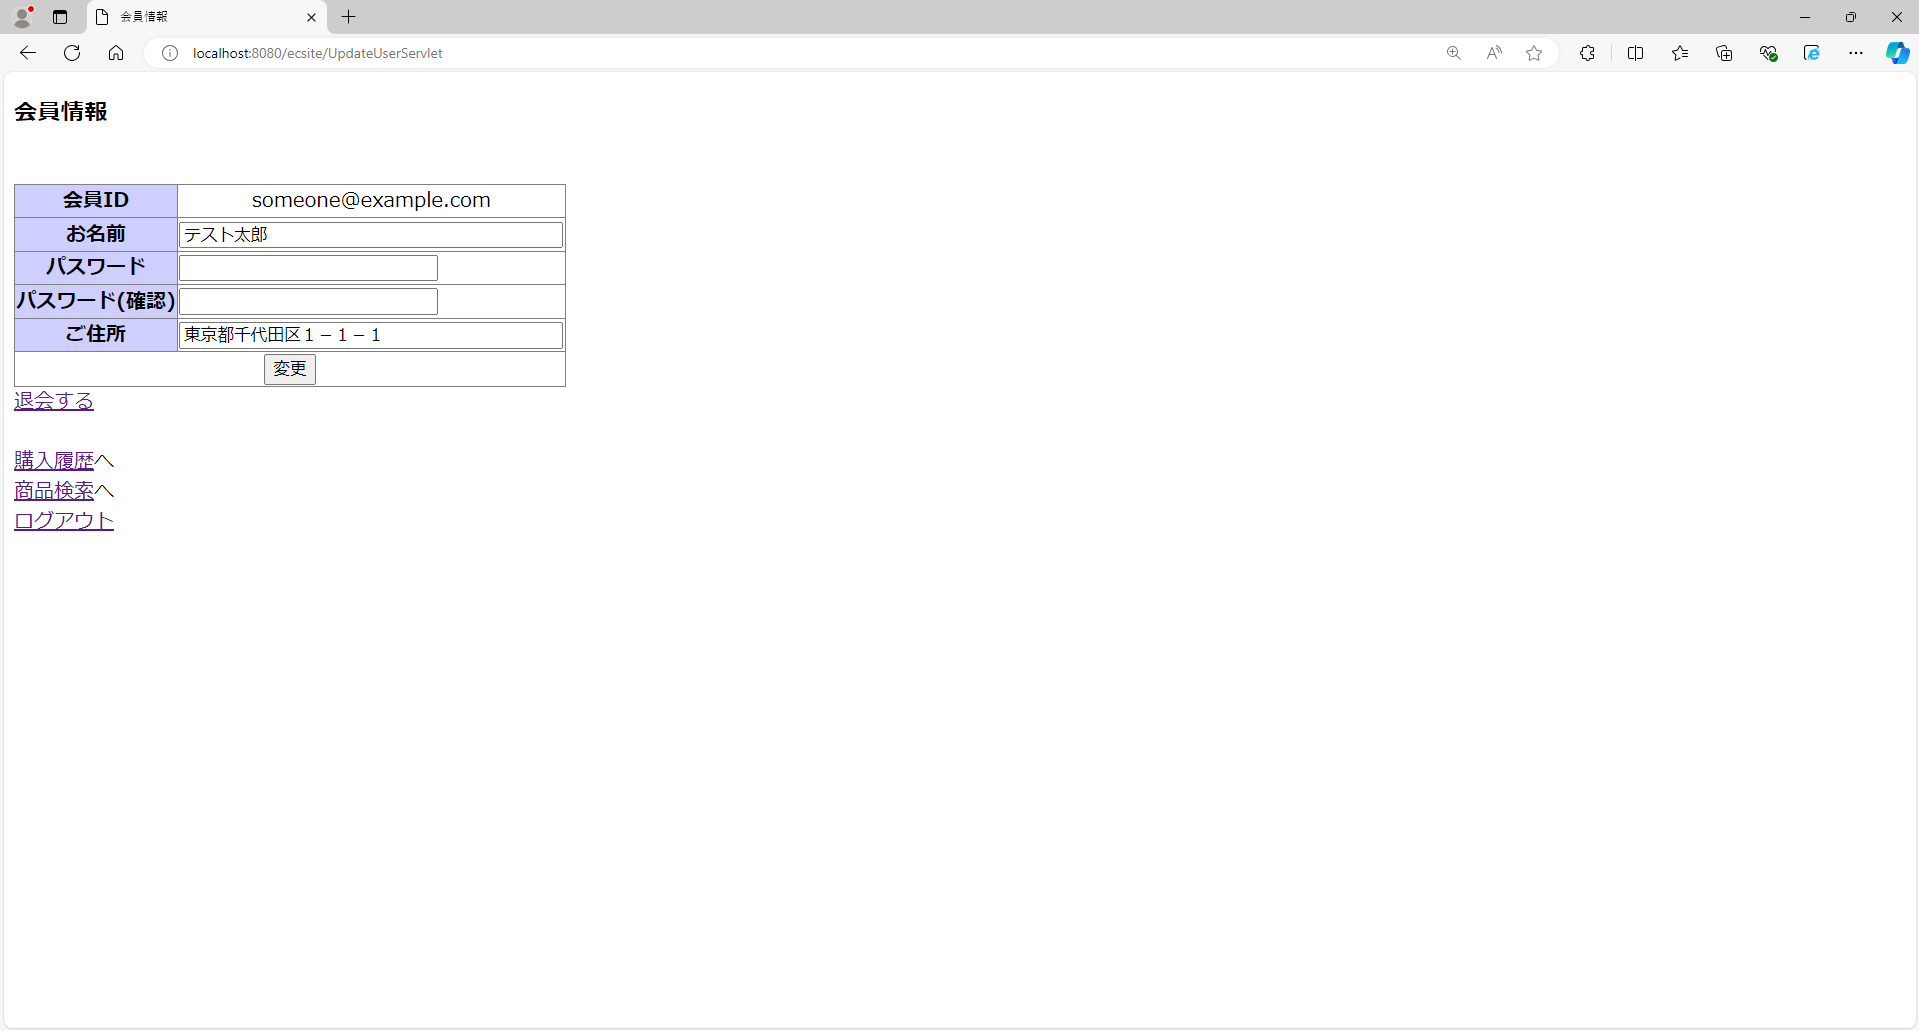 会員情報
localhost:8080/ecsite/UpdateUserServlet
会員情報
会員ID someone@example.com
お名前 テスト太郎
パスワード
パスワード(確認)
ご住所 東京都千代田区１－１－１
変更
退会する
購入履歴へ
商品検索へ
ログアウト